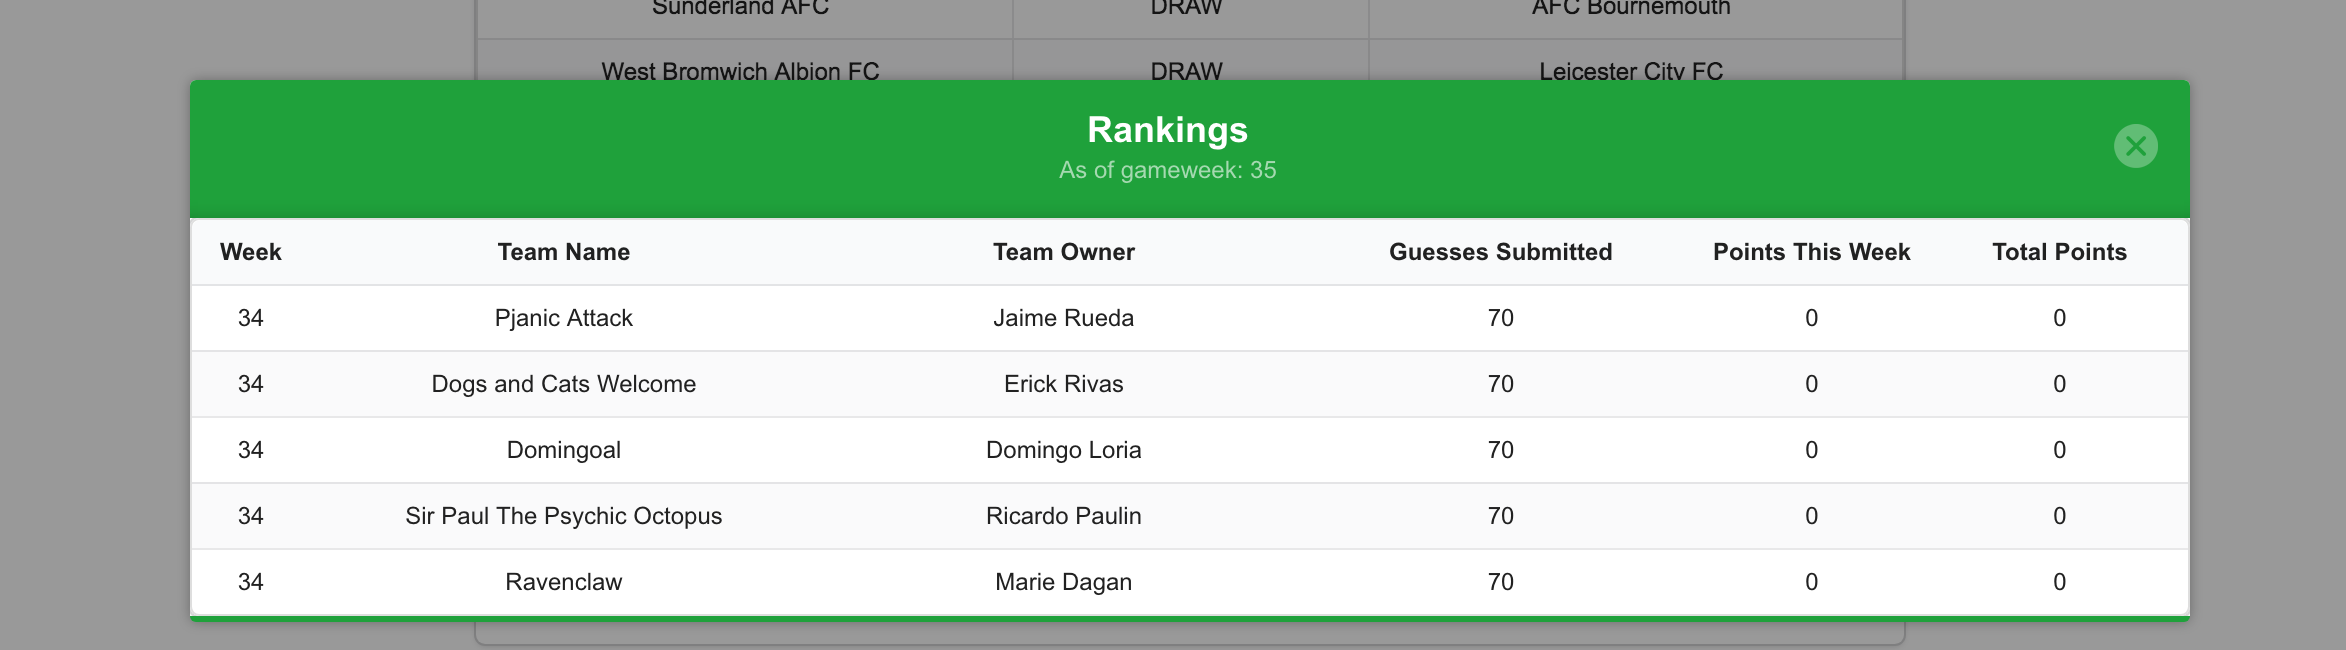 Sunderland AFC DRAW AFC Bournemouth
West Bromwich Albion FC DRAW Leicester City FC
Rankings
As of gameweek: 35
Week Team Name Team Owner Guesses Submitted Points This Week Total Points
34 Pjanic Attack Jaime Rueda 70 0 0
34 Dogs and Cats Welcome Erick Rivas 70 0 0
34 Domingoal Domingo Loria 70 0 0
34 Sir Paul The Psychic Octopus Ricardo Paulin 70 0 0
34 Ravenclaw Marie Dagan 70 0 0